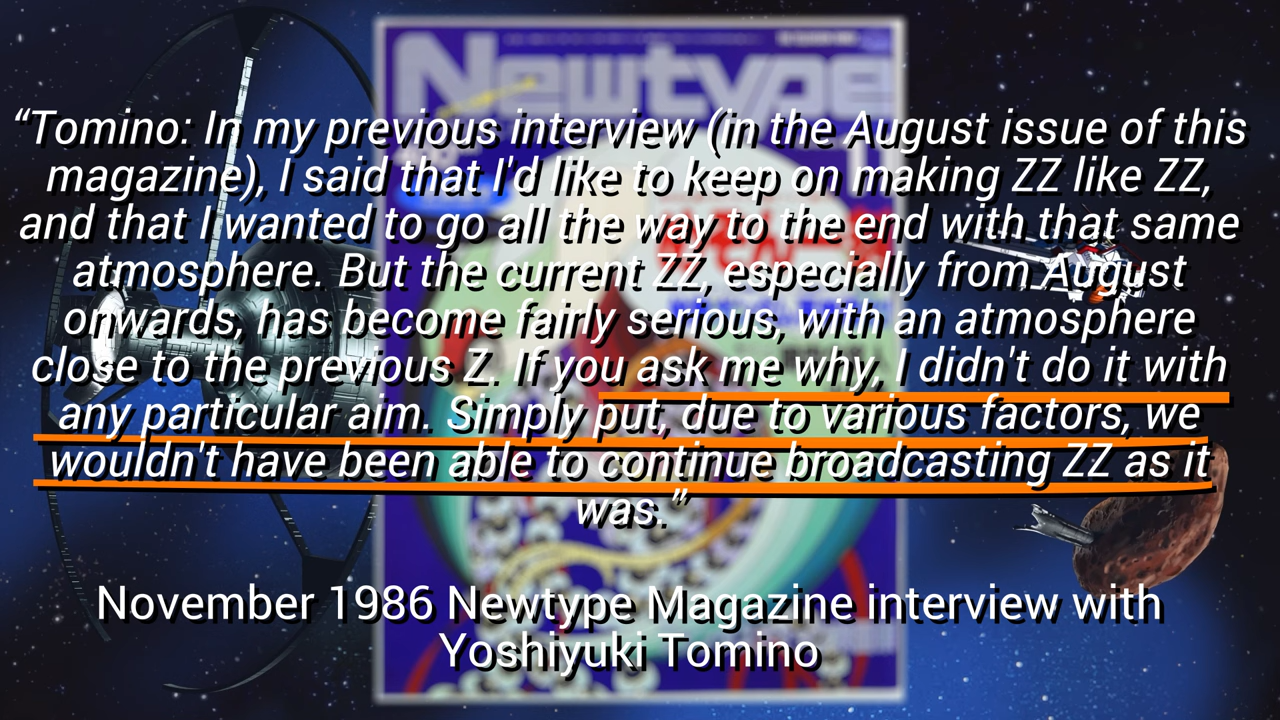 Newtype
“Tomino: In my previous interview (in the August issue of this
magazine), I said that I'd like to keep on making ZZ like ZZ,
and that I wanted to go all the way to the end with that same
atmosphere. But the current ZZ, especially from August
onwards, has become fairly serious, with an atmosphere
close to the previous Z. If you ask me why, I didn't do it with
any particular aim. Simply put, due to various factors, we
wouldn't have been able to continue broadcasting ZZ as it
was.”
November 1986 Newtype Magazine interview with
Yoshiyuki Tomino